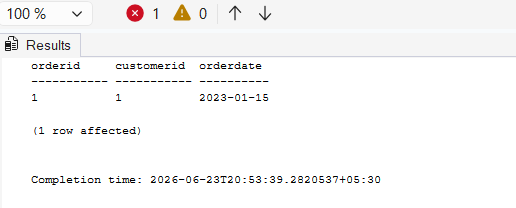 100 % 1 0
Results
orderid customerid orderdate
----------- ----------- -----------
1 1 2023-01-15
(1 row affected)
Completion time: 2026-06-23T20:53:39.2820537+05:30